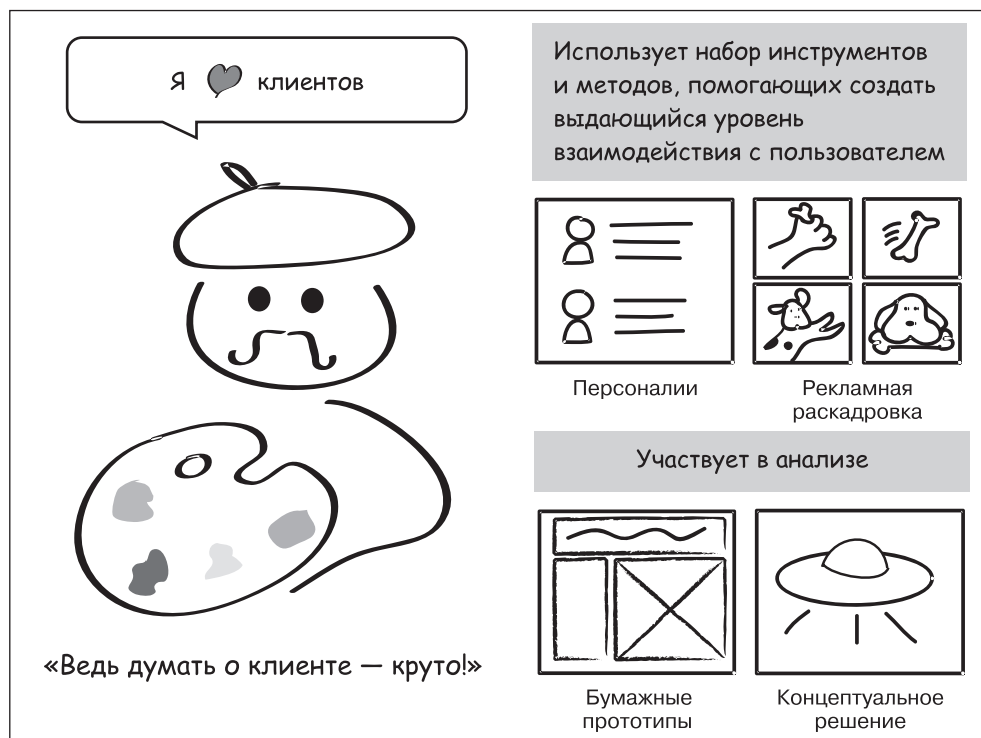 Я клиентов
«Ведь думать о клиенте — круто!»
Использует набор инструментов
и методов, помогающих создать
выдающийся уровень
взаимодействия с пользователем
Персоналии
Рекламная
раскадровка
Участвует в анализе
Бумажные
прототипы
Концептуальное
решение